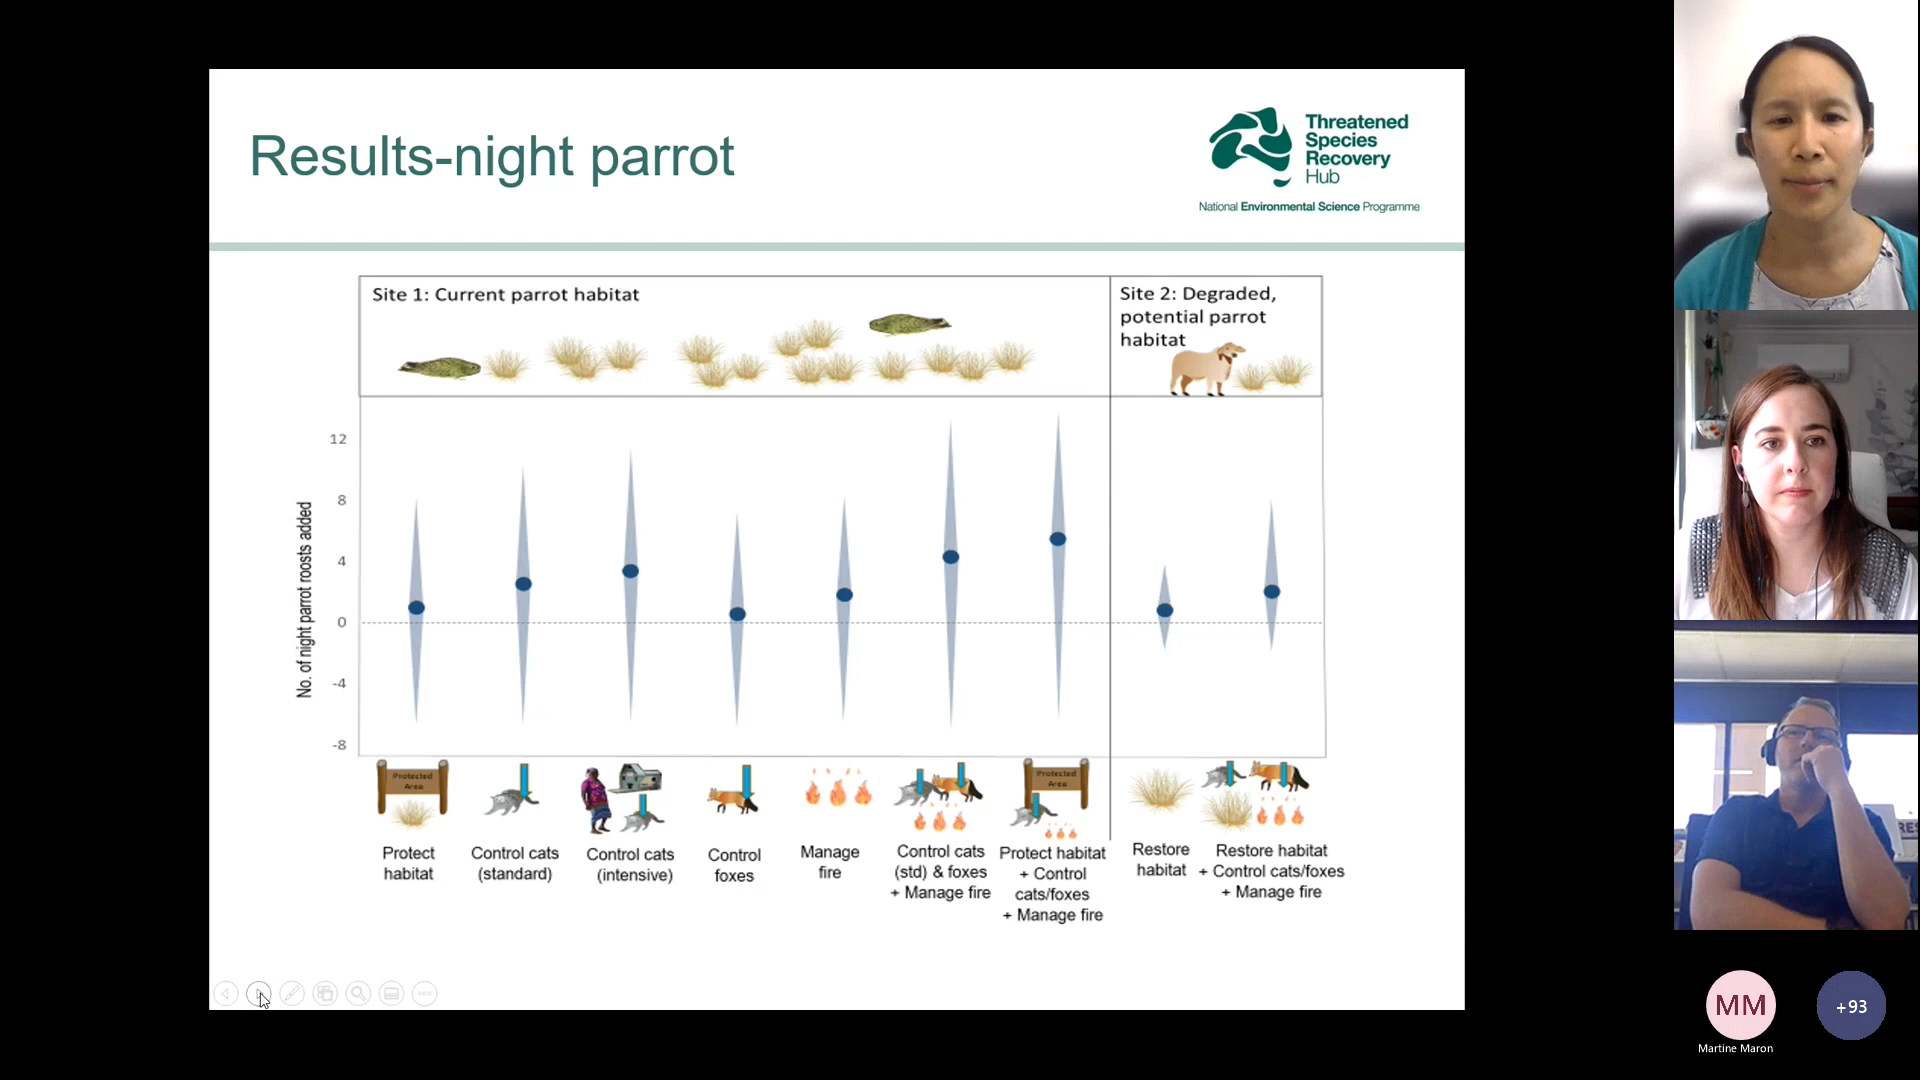 Results-night parrot
Threatened
Species
Recovery
Hub
National Environmental Science Programme
Site 1: Current parrot habitat
Site 2: Degraded,
potential parrot
habitat
No. of night parrot roosts added
12
8
4
0
-4
-8
Protected
Area
Protected
Area
Protect
habitat
Control cats
(standard)
Control cats
(intensive)
Control
foxes
Manage
fire
Control cats
(std) & foxes
+ Manage fire
Protect habitat
+ Control
cats/foxes
+ Manage fire
Restore
habitat
Restore habitat
+ Control cats/foxes
+ Manage fire
MM
Martine Maron
+93